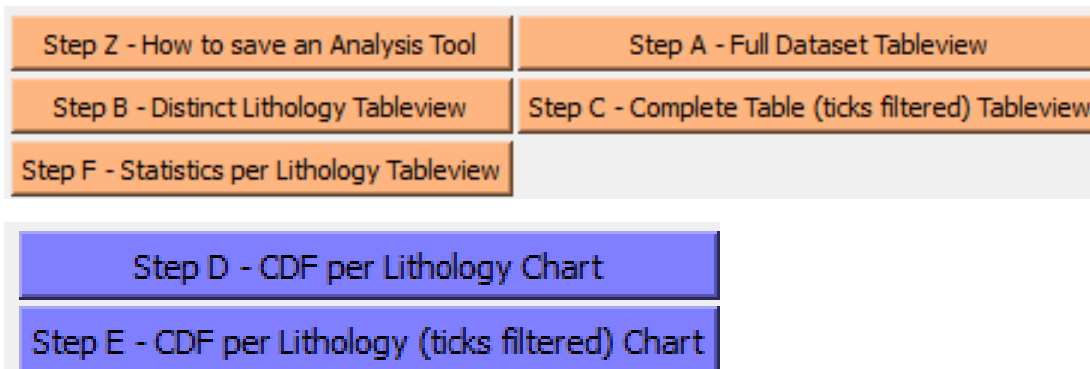 Step Z - How to save an Analysis Tool
Step A - Full Dataset Tableview
Step B - Distinct Lithology Tableview
Step C - Complete Table (ticks filtered) Tableview
Step F - Statistics per Lithology Tableview
Step D - CDF per Lithology Chart
Step E - CDF per Lithology (ticks filtered) Chart